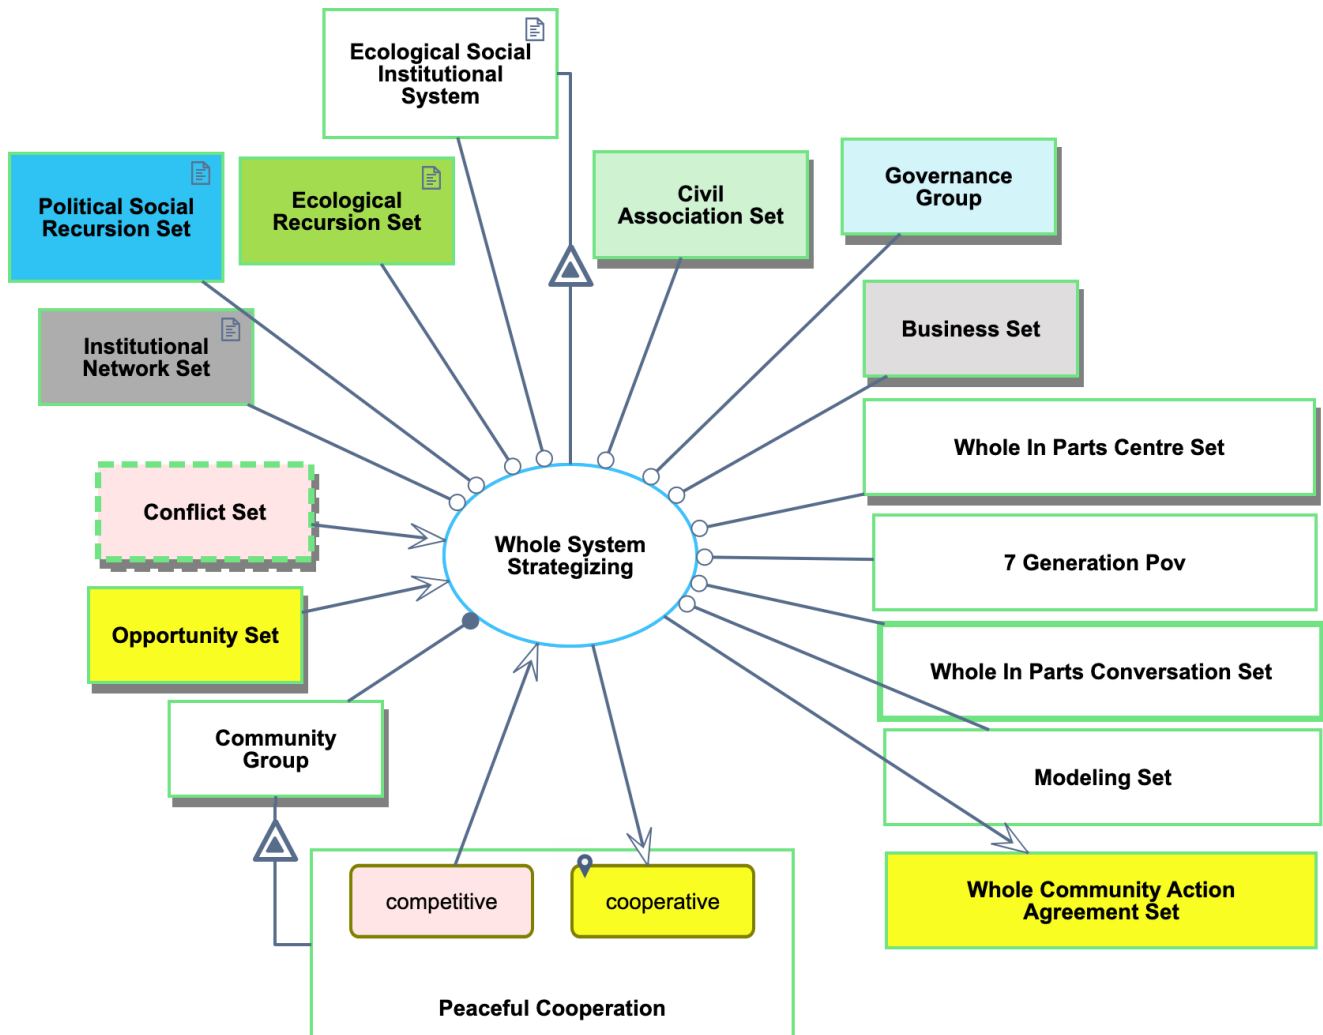 Ecological Social
Institutional
System
Political Social
Recursion Set
Ecological
Recursion Set
Civil
Association Set
Governance
Group
Institutional
Network Set
Business Set
Whole In Parts Centre Set
Conflict Set
Whole System
Strategizing
7 Generation Pov
Opportunity Set
Whole In Parts Conversation Set
Community
Group
Modeling Set
competitive
cooperative
Whole Community Action
Agreement Set
Peaceful Cooperation